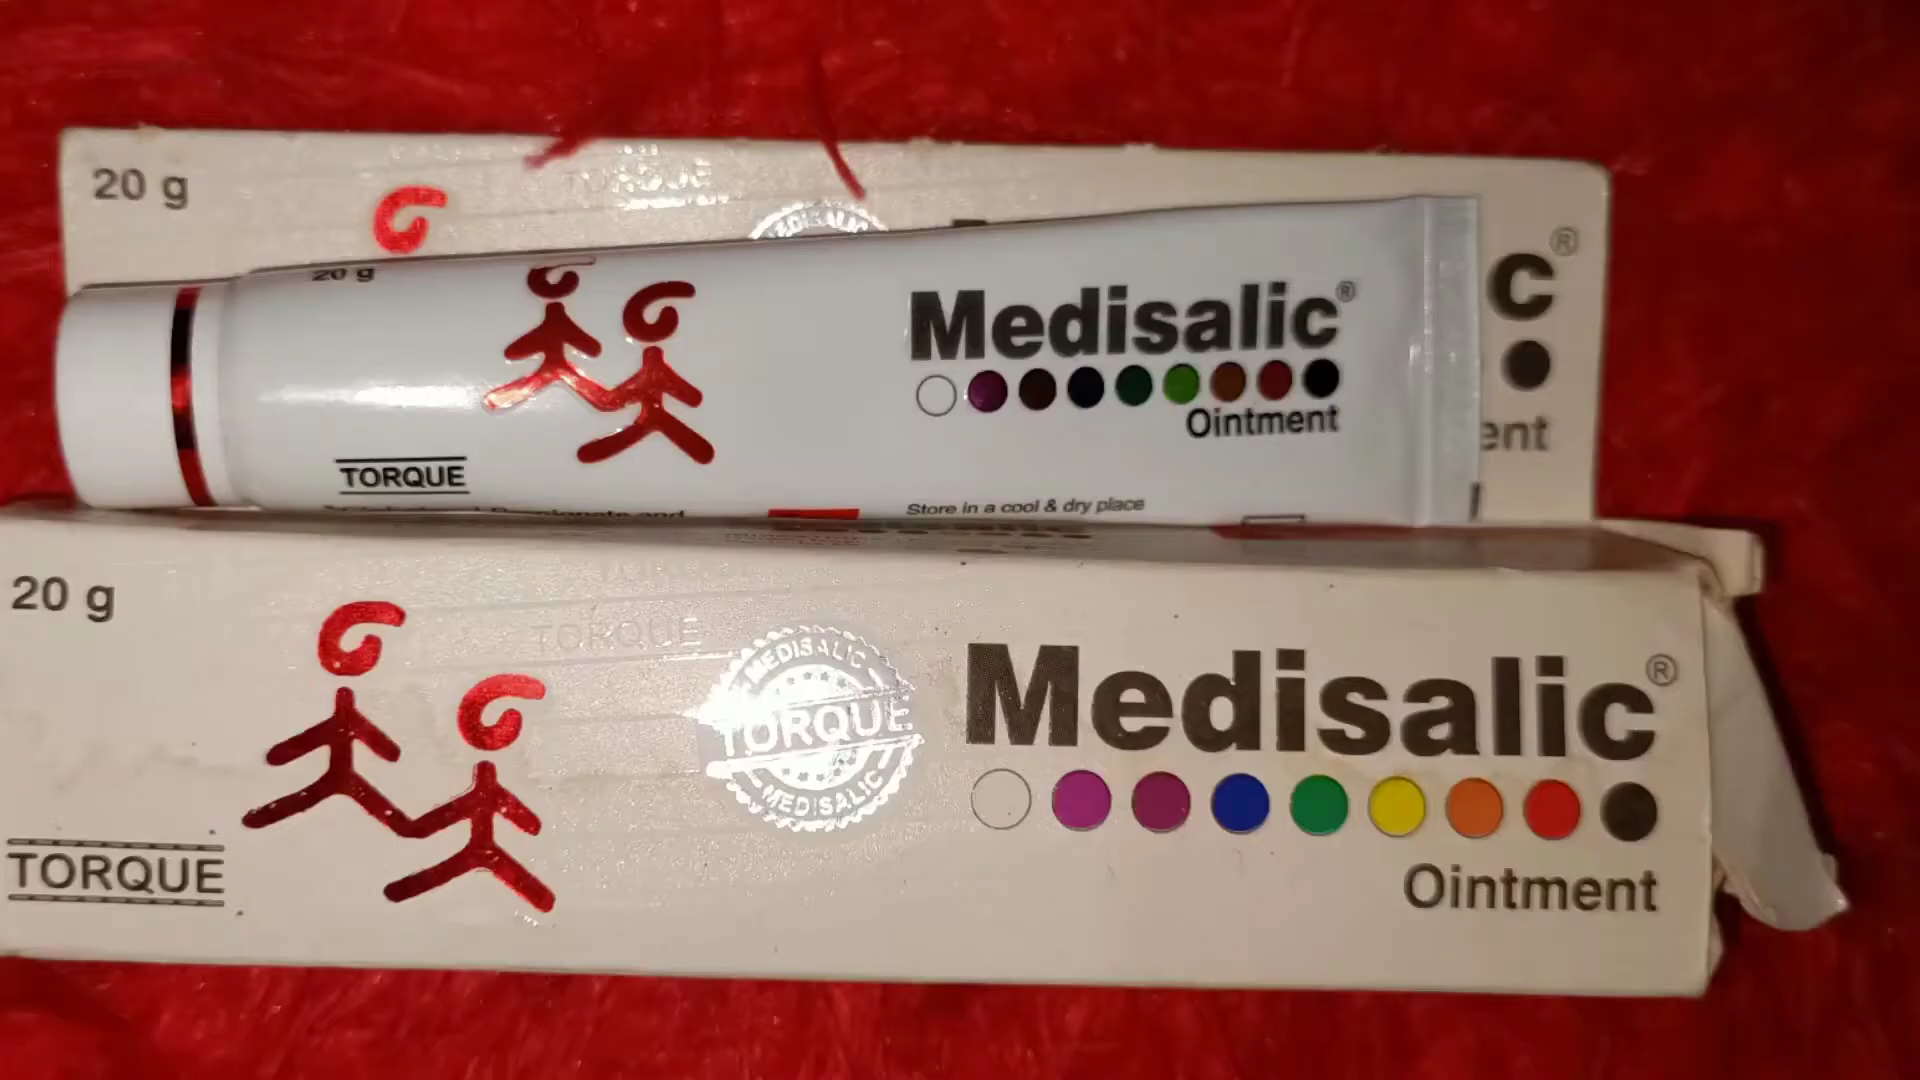 20 g
TORQUE
MEDISALIC
C®
ent
20 g
Medisalic®
Ointment
TORQUE
Store in a cool & dry place
20 g
TORQUE
MEDISALIC
TORQUE
MEDISALIC
Medisalic®
Ointment
TORQUE